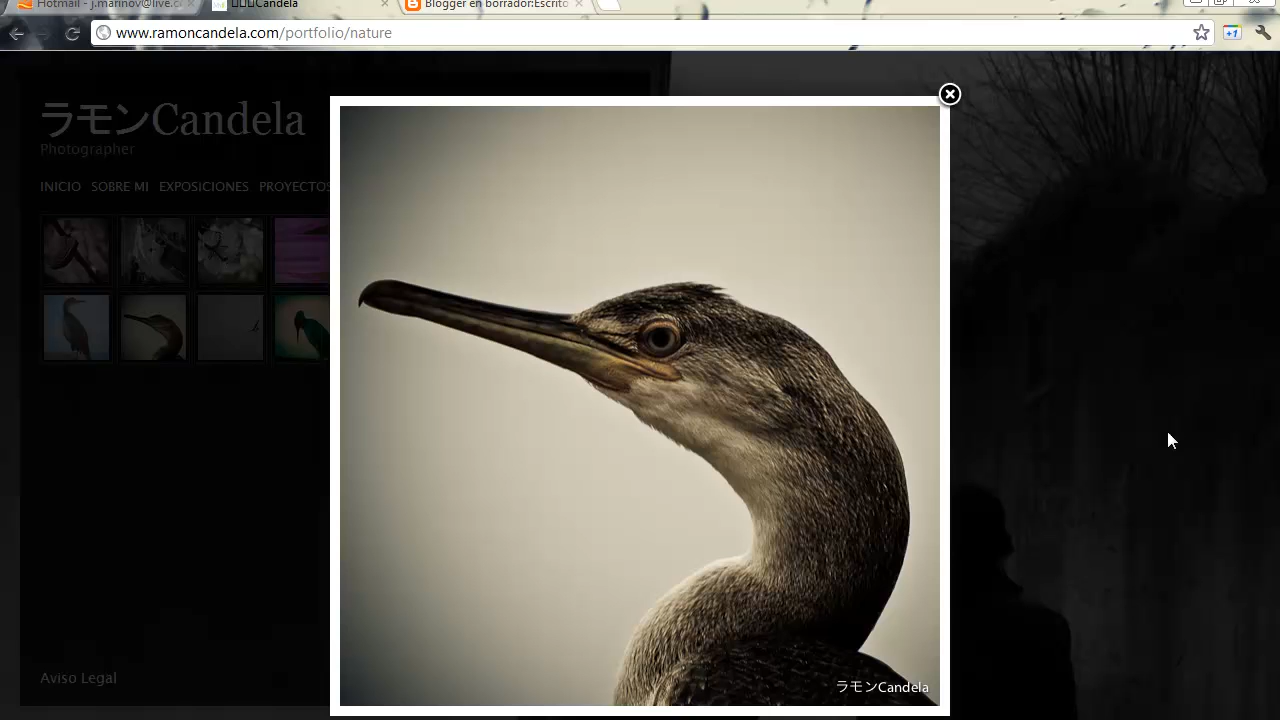 Hotmail - j.marinov@live.c
Candela
Blogger en borrador:Escrito
www.ramoncandela.com/portfolio/nature
+1
ラモンCandela
Photographer
INICIO SOBRE MI EXPOSICIONES PROYECTOS
Aviso Legal
ラモンCandela